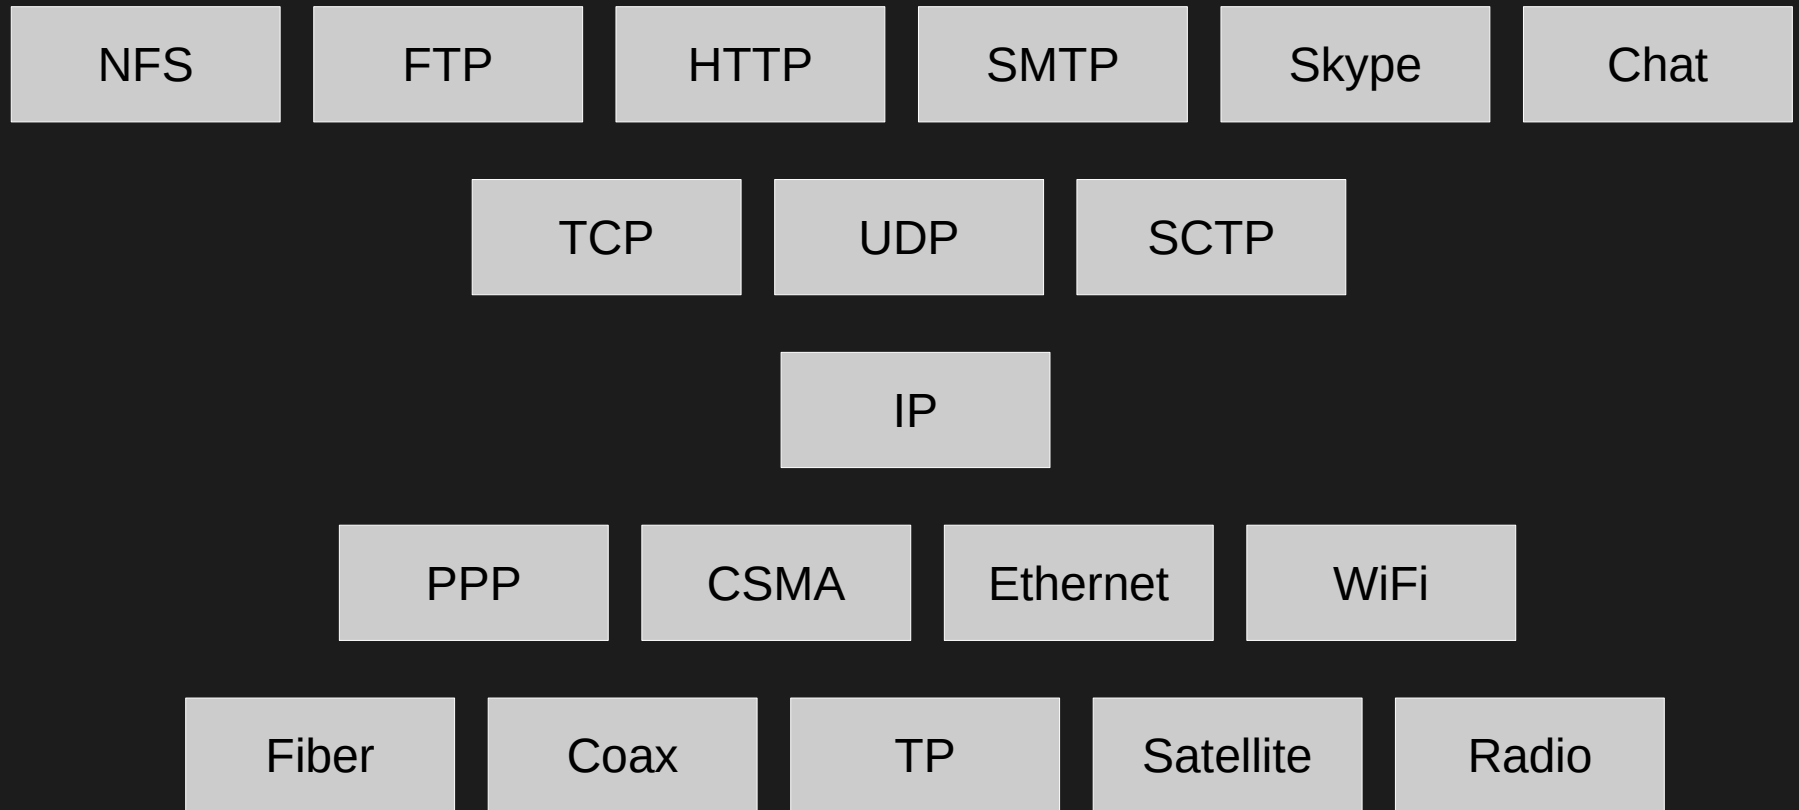 NFS FTP HTTP SMTP Skype Chat
TCP UDP SCTP
IP
PPP CSMA Ethernet WiFi
Fiber Coax TP Satellite Radio